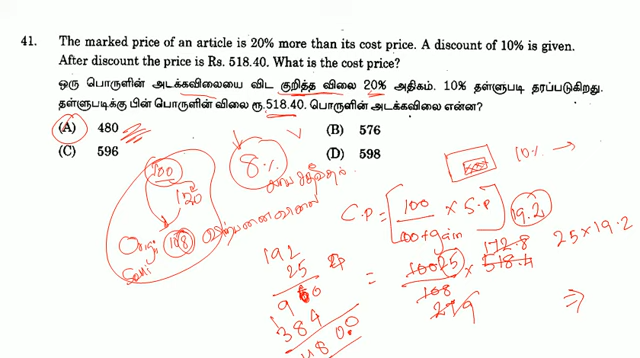 41. The marked price of an article is 20% more than its cost price. A discount of 10% is given.
After discount the price is Rs. 518.40. What is the cost price?
ஒரு பொருளின் அடக்கவிலையை விட குறித்த விலை 20% அதிகம். 10% தள்ளுபடி தரப்படுகிறது.
தள்ளுபடிக்கு பின் பொருளின் விலை ரூ.518.40. பொருளின் அடக்கவிலை என்ன?
(A) 480 (B) 576
(C) 596 (D) 598
100
120
108
8%
10% →
C.P = [100 / 100+gain × S.P]
19.2
192
25
960
384
4800
= 100 25 × 172.8 518.4
108
27 9
25×19.2
⇒